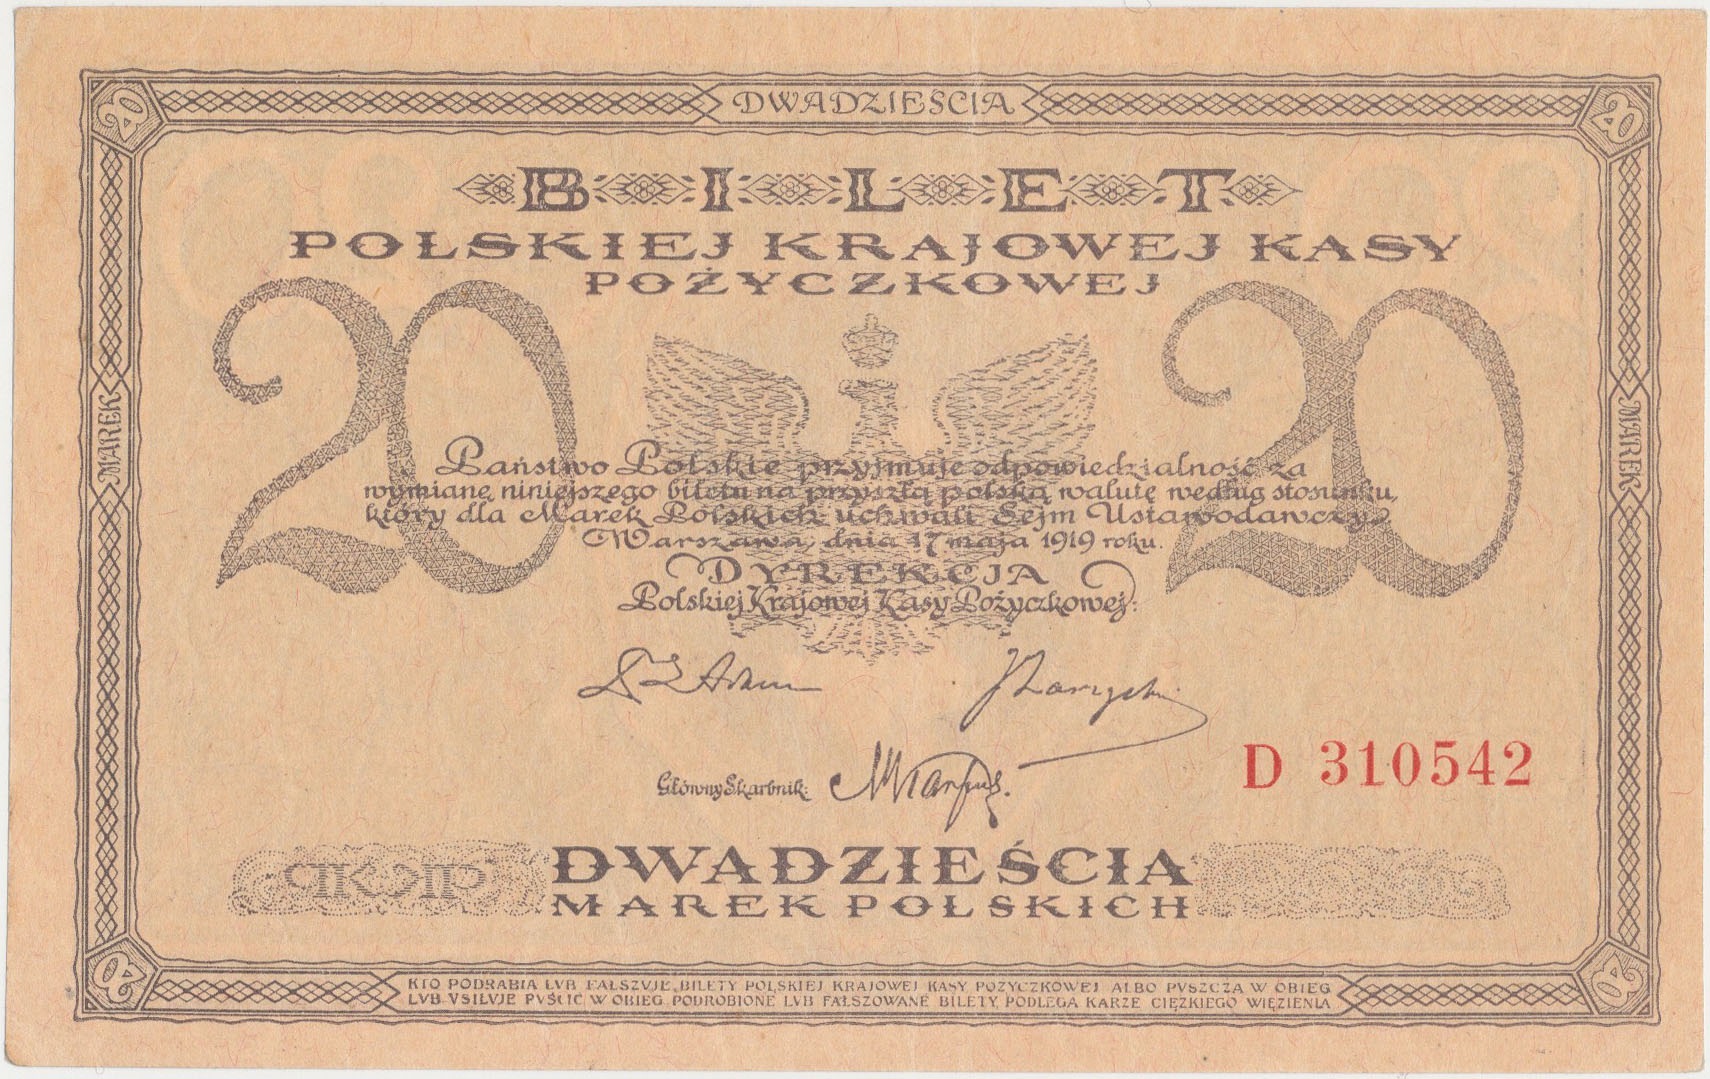 20 DWADZIEŚCIA 20
BILET
POLSKIEJ KRAJOWEJ KASY
POŻYCZKOWEJ
20 20
MAREK MAREK
Państwo Polskie przyjmuje odpowiedzialność za
wymianę niniejszego biletu na przyszłą polską walutę według stosunku,
który dla Marek Polskich uchwali Sejm Ustawodawczy.
Warszawa, dnia 17 maja 1919 roku.
DYREKCJA
Polskiej Krajowej Kasy Pożyczkowej:
D 310542
Główny Skarbnik:
DWADZIEŚCIA
MAREK POLSKICH
20 20
KTO PODRABIA LVB FAŁSZVJE BILETY POLSKIEJ KRAJOWEJ KASY POŻYCZKOWEJ ALBO PVSZCZA W OBIEG
LVB VSIŁVJE PVŚCIĆ W OBIEG PODROBIONE LVB FAŁSZOWANE BILETY, PODLEGA KARZE CIĘŻKIEGO WIĘZIENIA